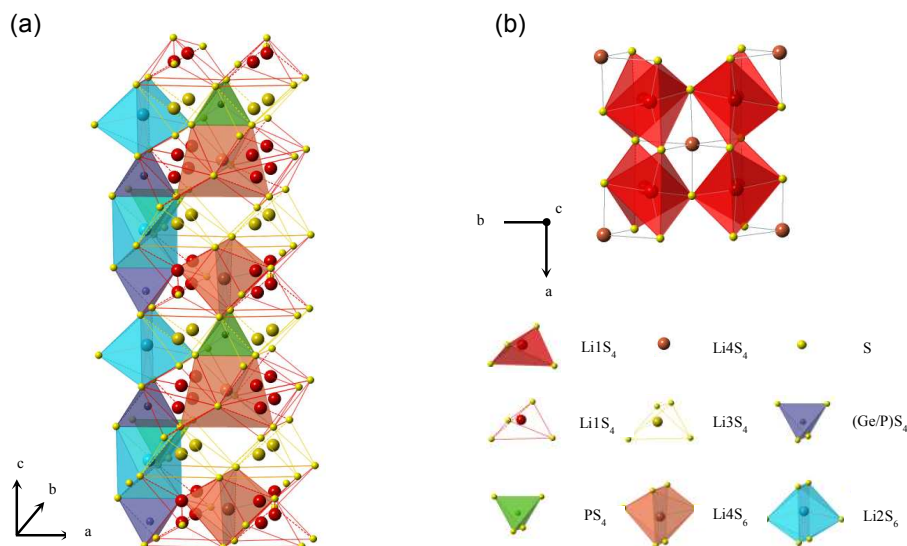 (a)
(b)
c
b
a
b
c
a
Li1S₄
Li4S₄
S
Li1S₄
Li3S₄
(Ge/P)S₄
PS₄
Li4S₆
Li2S₆